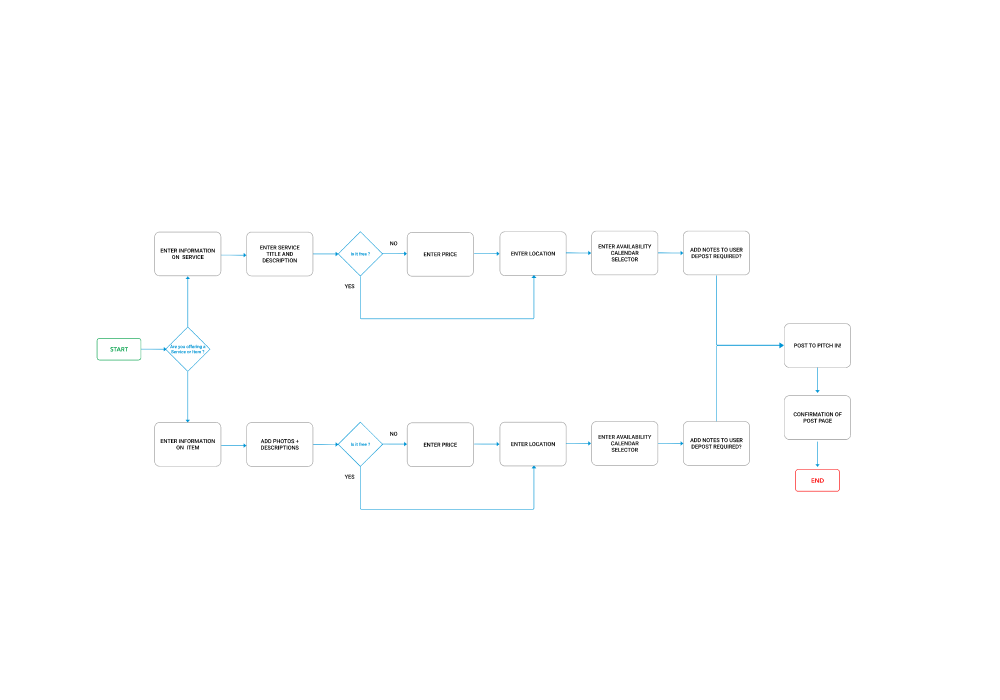 ENTER INFORMATION
ON SERVICE
ENTER SERVICE
TITLE AND
DESCRIPTION
Is it free ?
NO
YES
ENTER PRICE
ENTER LOCATION
ENTER AVAILABILITY
CALENDAR
SELECTOR
ADD NOTES TO USER
DEPOST REQUIRED?
START
Are you offering a
Service or Item ?
POST TO PITCH IN!
CONFIRMATION OF
POST PAGE
END
ENTER INFORMATION
ON ITEM
ADD PHOTOS +
DESCRIPTIONS
Is it free ?
NO
YES
ENTER PRICE
ENTER LOCATION
ENTER AVAILABILITY
CALENDAR
SELECTOR
ADD NOTES TO USER
DEPOST REQUIRED?